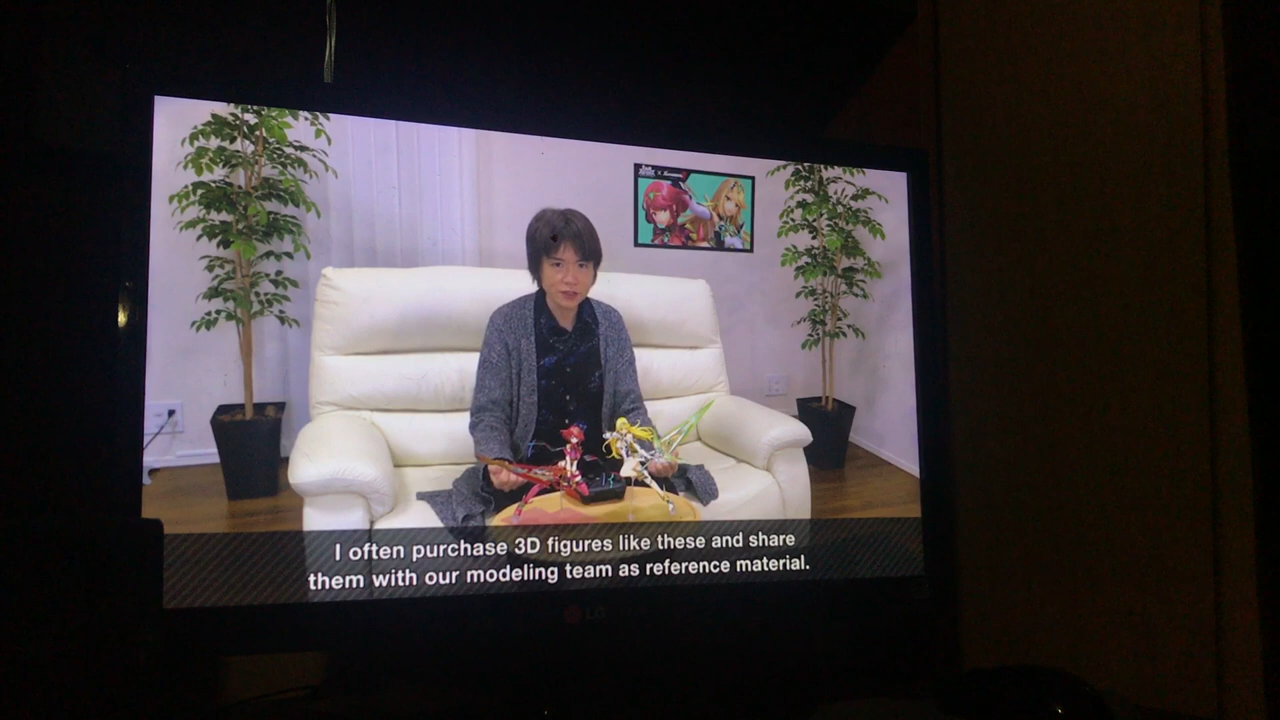 I often purchase 3D figures like these and share
them with our modeling team as reference material.
LG